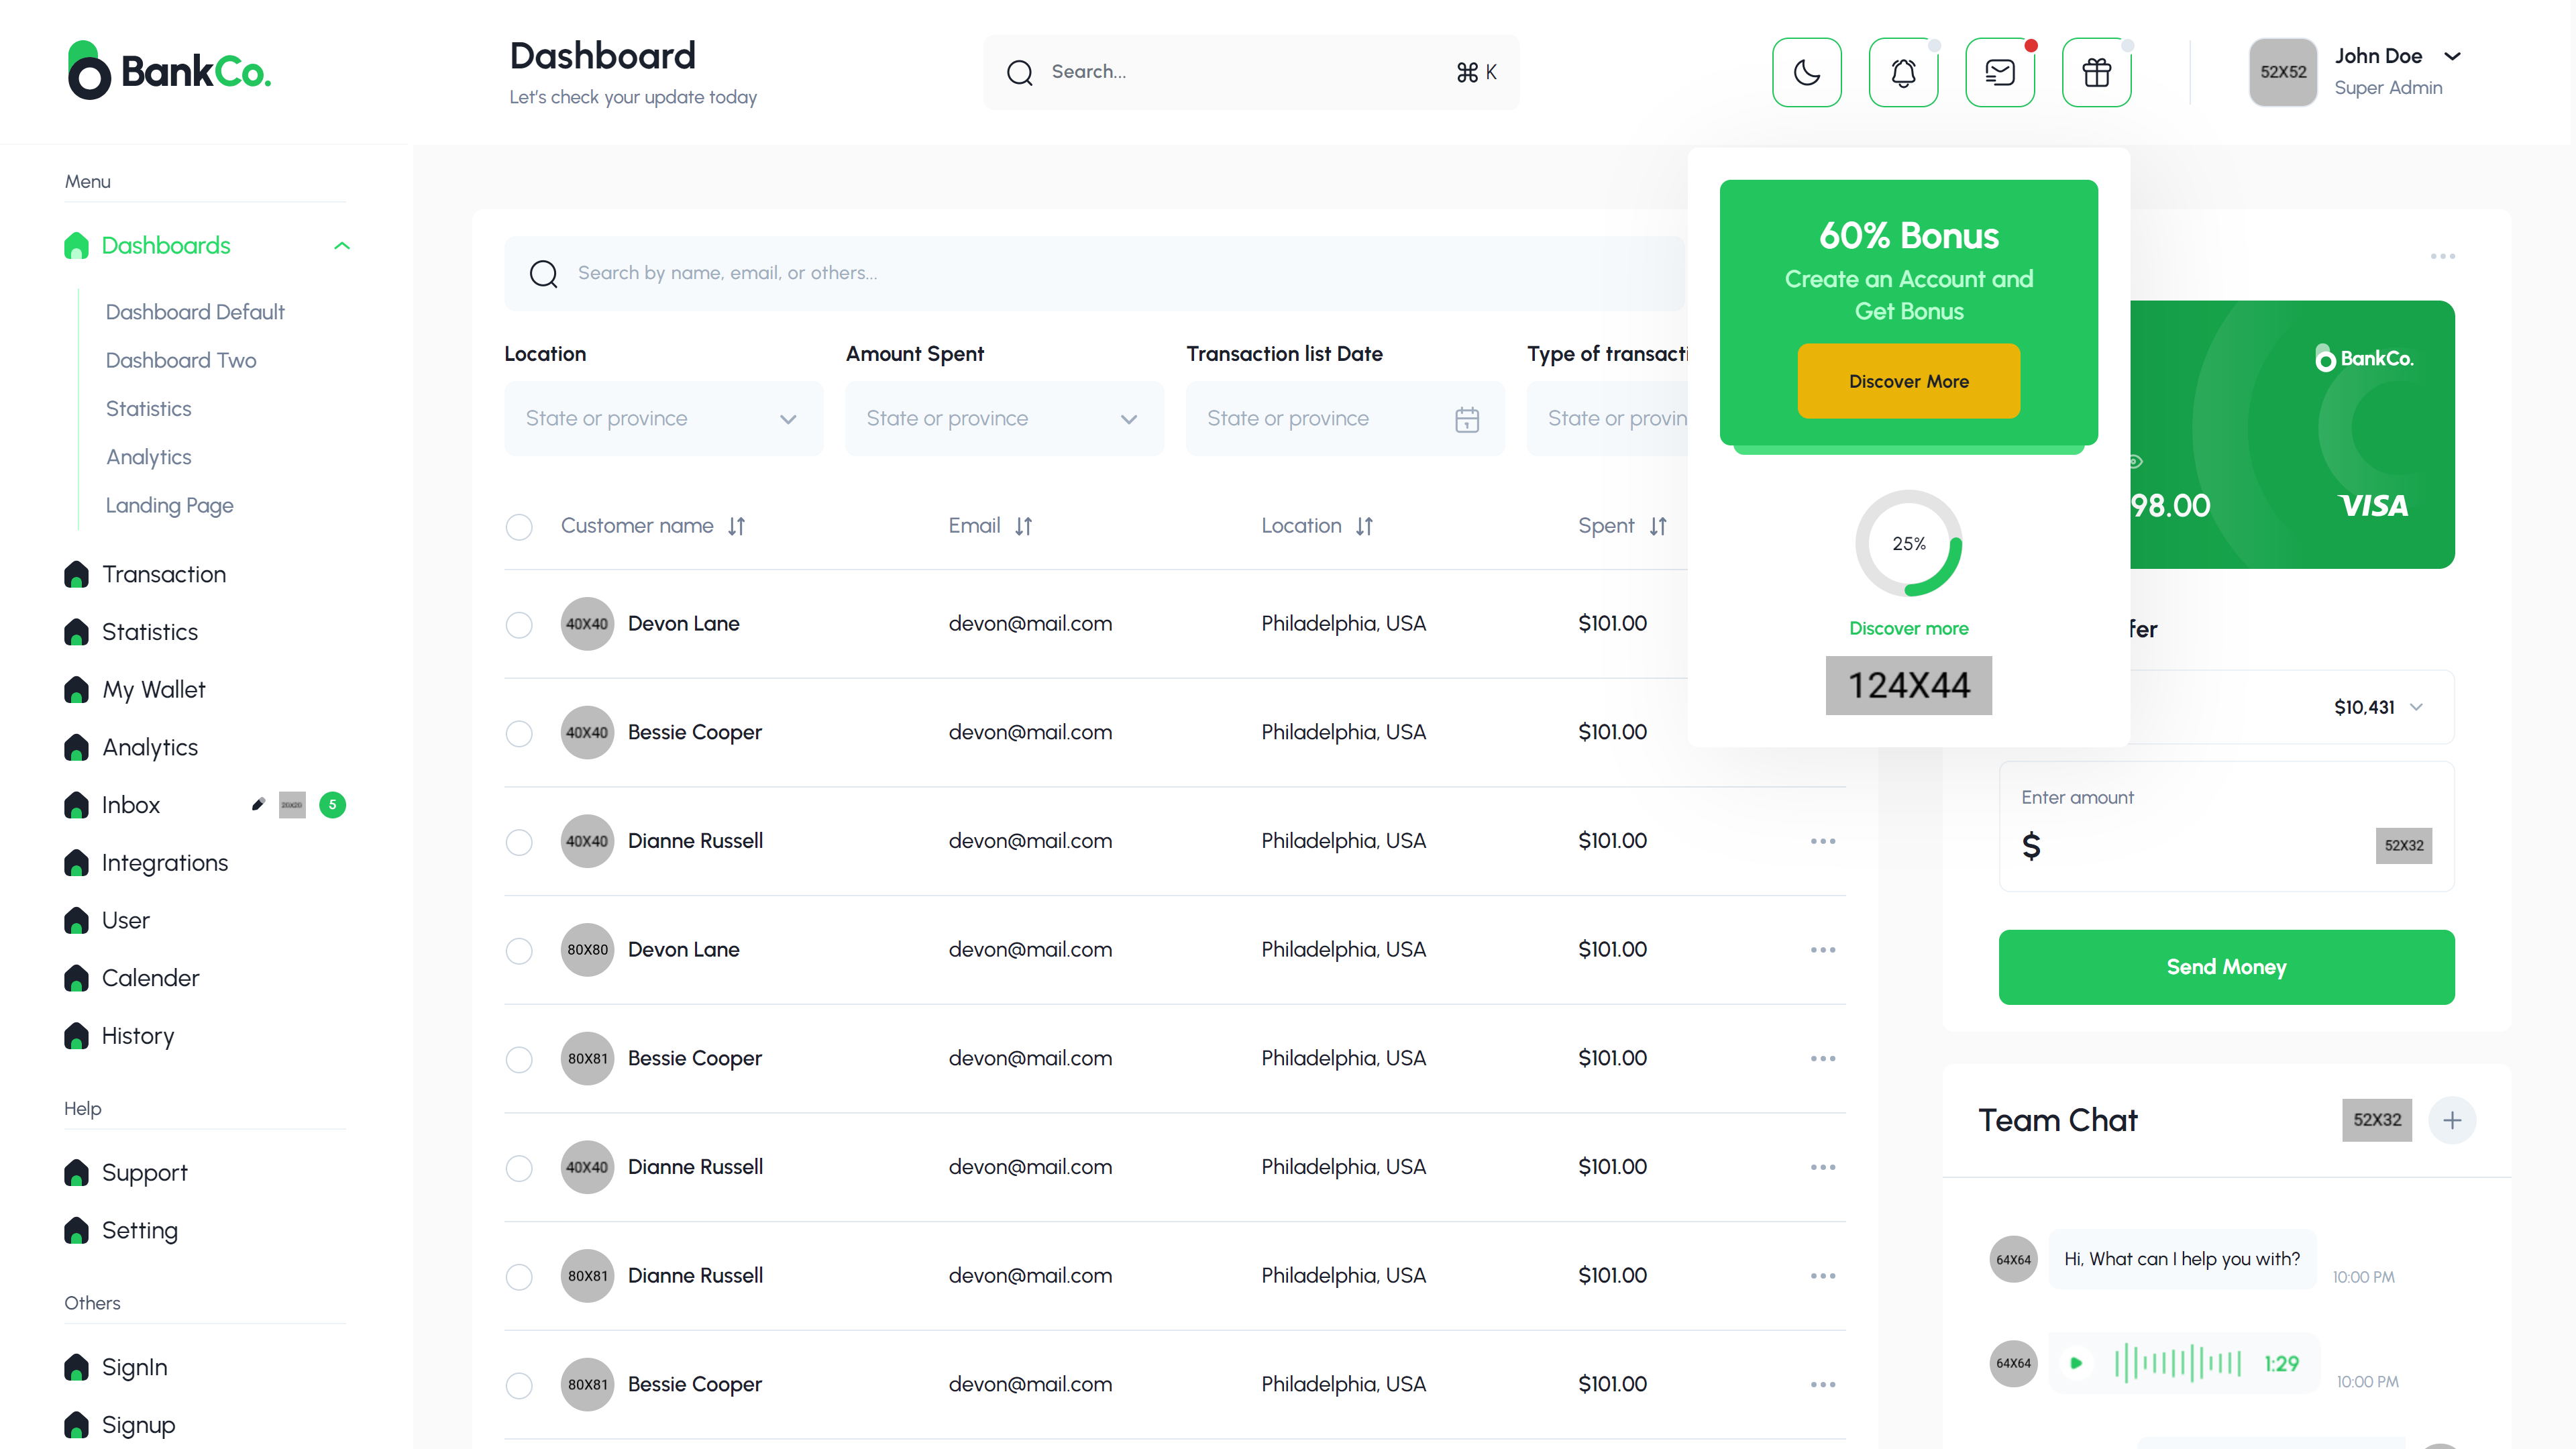 BankCo.
Dashboard
Let's check your update today
Search...
⌘ K
52X52
John Doe
Super Admin
Menu
Dashboards
Dashboard Default
Dashboard Two
Statistics
Analytics
Landing Page
Transaction
Statistics
My Wallet
Analytics
Inbox
5
Integrations
User
Calender
History
Help
Support
Setting
Others
SignIn
Signup
Search by name, email, or others...
Location
Amount Spent
Transaction list Date
Type of transacti
State or province
State or province
State or province
State or provin
Customer name
Email
Location
Spent
40X40 Devon Lane devon@mail.com Philadelphia, USA $101.00
40X40 Bessie Cooper devon@mail.com Philadelphia, USA $101.00
40X40 Dianne Russell devon@mail.com Philadelphia, USA $101.00
80X80 Devon Lane devon@mail.com Philadelphia, USA $101.00
80X81 Bessie Cooper devon@mail.com Philadelphia, USA $101.00
40X40 Dianne Russell devon@mail.com Philadelphia, USA $101.00
80X81 Dianne Russell devon@mail.com Philadelphia, USA $101.00
80X81 Bessie Cooper devon@mail.com Philadelphia, USA $101.00
60% Bonus
Create an Account and
Get Bonus
Discover More
25%
Discover more
124X44
BankCo.
98.00
VISA
fer
$10,431
Enter amount
$
52X32
Send Money
Team Chat
52X32
64X64
Hi, What can I help you with?
10:00 PM
64X64
1:29
10:00 PM